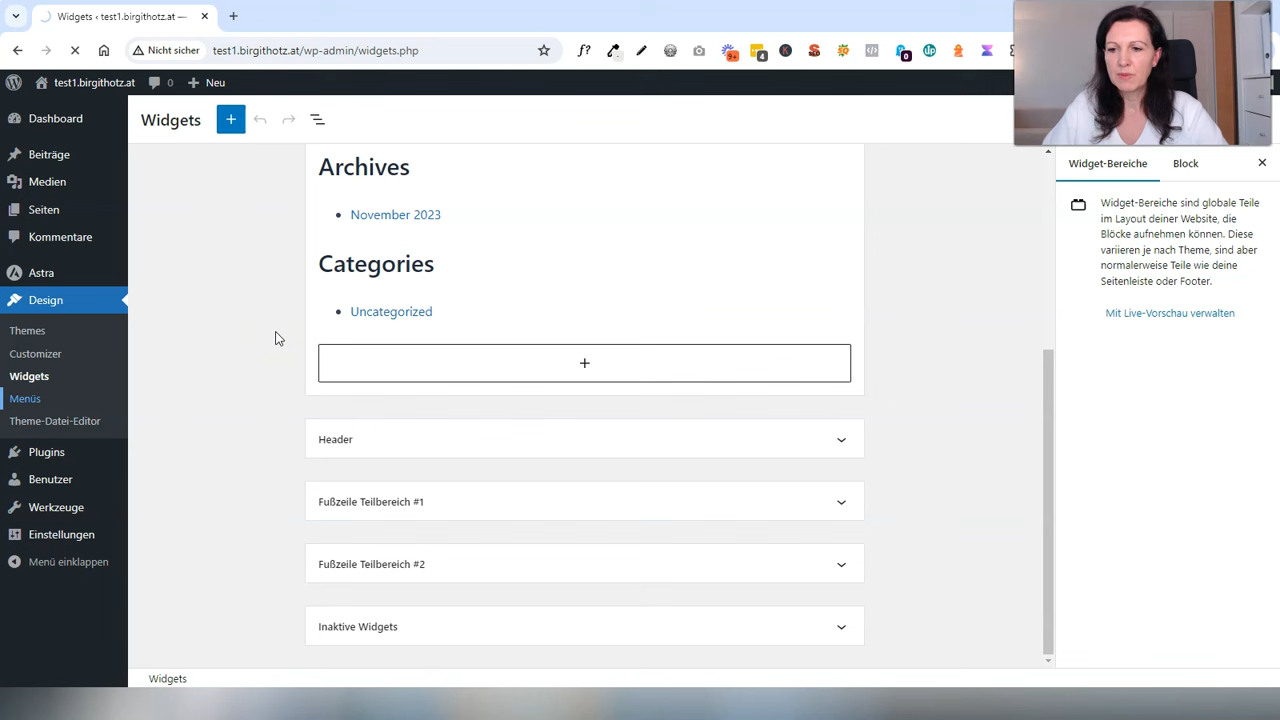 Widgets ‹ test1.birgithotz.at —
Nicht sicher
test1.birgithotz.at/wp-admin/widgets.php
f?
9+
4
0
test1.birgithotz.at
0
Neu
Dashboard
Beiträge
Medien
Seiten
Kommentare
Astra
Design
Themes
Customizer
Widgets
Menüs
Theme-Datei-Editor
Plugins
Benutzer
Werkzeuge
Einstellungen
Menü einklappen
Widgets
Archives
November 2023
Categories
Uncategorized
Header
Fußzeile Teilbereich #1
Fußzeile Teilbereich #2
Inaktive Widgets
Widgets
Widget-Bereiche
Block
Widget-Bereiche sind globale Teile
im Layout deiner Website, die
Blöcke aufnehmen können. Diese
variieren je nach Theme, sind aber
normalerweise Teile wie deine
Seitenleiste oder Footer.
Mit Live-Vorschau verwalten